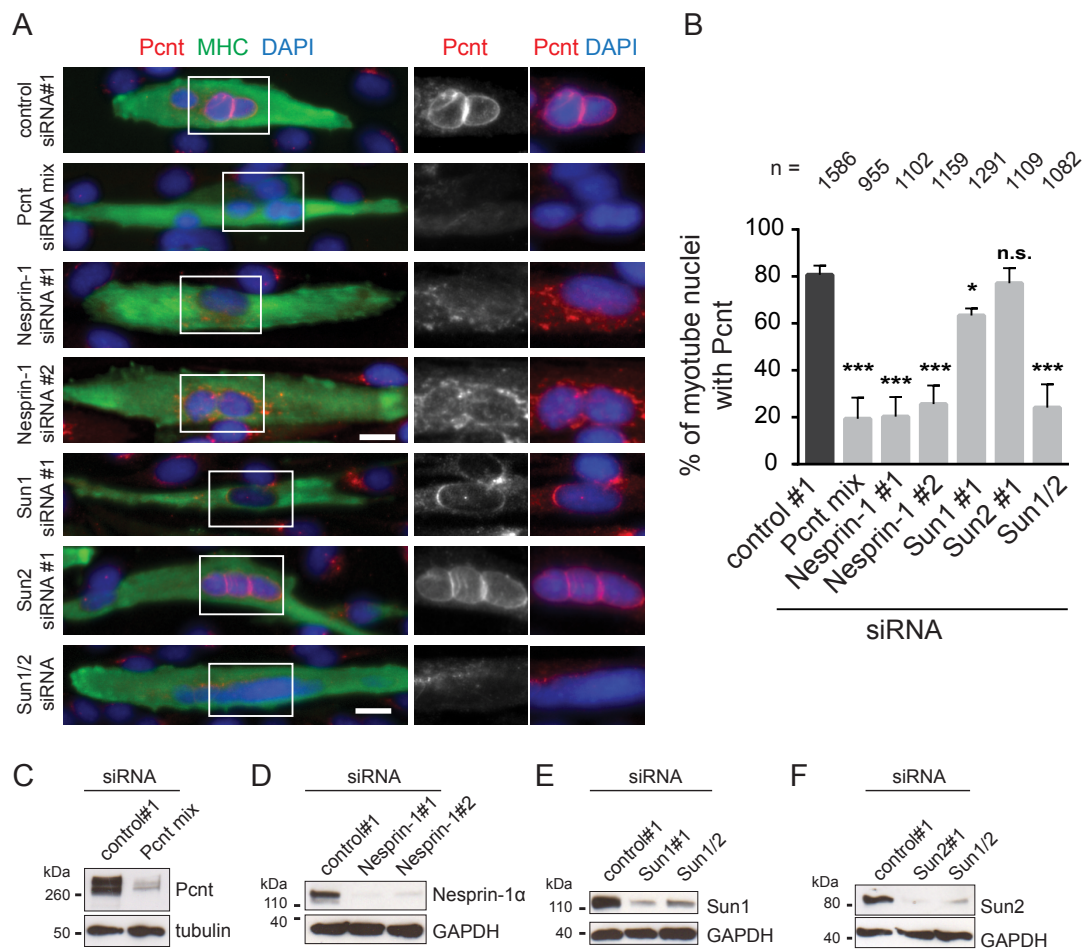 A
Pcnt MHC DAPI
Pcnt
Pcnt DAPI
control
siRNA#1
Pcnt mix
siRNA
Nesprin-1
siRNA #1
Nesprin-1
siRNA #2
Sun1
siRNA #1
Sun2
siRNA #1
Sun1/2
siRNA
B
n = 1586 955 1102 1159 1291 1109 1082
% of myotube nuclei
with Pcnt
100
80
60
40
20
0
*** *** *** * n.s. ***
control #1
Pcnt mix
Nesprin-1 #1
Nesprin-1 #2
Sun1 #1
Sun2 #1
Sun1/2
siRNA
C
siRNA
control#1
Pcnt mix
kDa
260
Pcnt
50
tubulin
D
siRNA
control#1
Nesprin-1#1
Nesprin-1#2
kDa
110
Nesprin-1α
40
GAPDH
E
siRNA
control#1
Sun1#1
Sun1/2
kDa
110
Sun1
40
GAPDH
F
siRNA
control#1
Sun2#1
Sun1/2
kDa
80
Sun2
40
GAPDH